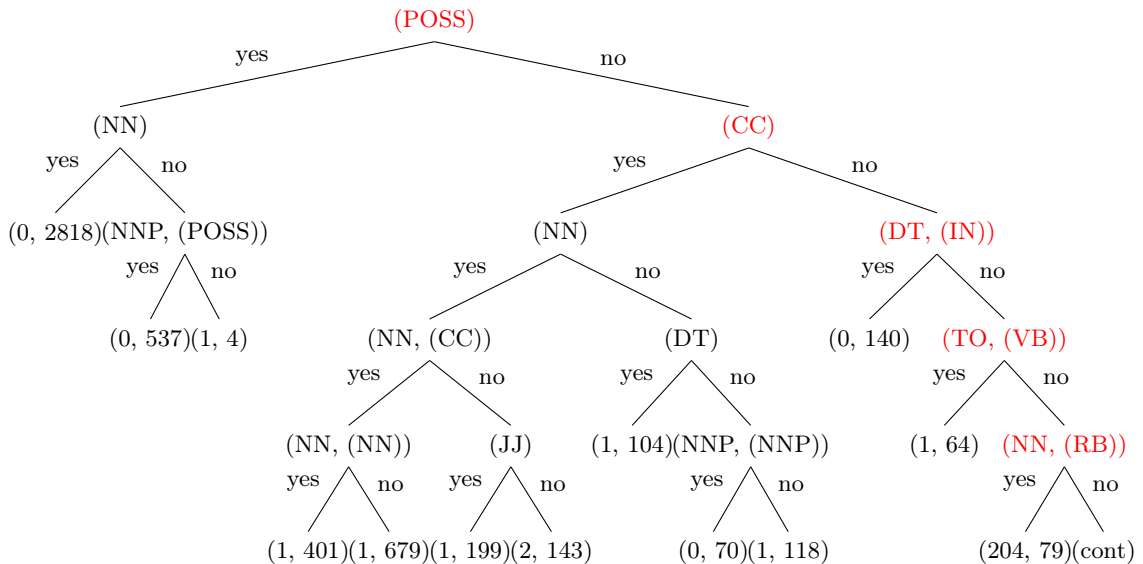 (POSS)
yes no
(NN) (CC)
yes no yes no
(0, 2818)(NNP, (POSS)) (NN) (DT, (IN))
yes no yes no yes no
(0, 537)(1, 4) (NN, (CC)) (DT) (0, 140) (TO, (VB))
yes no yes no yes no
(NN, (NN)) (JJ) (1, 104)(NNP, (NNP)) (1, 64) (NN, (RB))
yes no yes no yes no yes no
(1, 401)(1, 679)(1, 199)(2, 143) (0, 70)(1, 118) (204, 79)(cont)